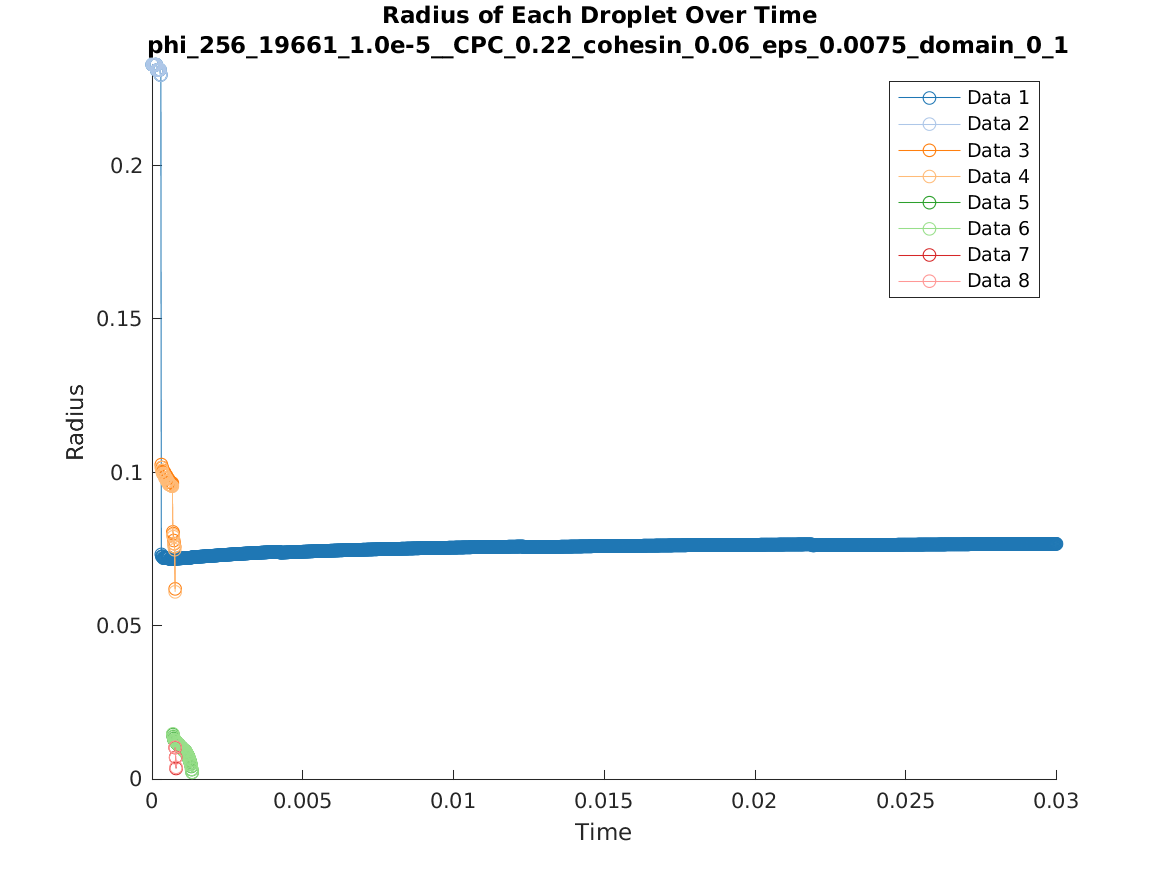 Radius of Each Droplet Over Time
phi_256_19661_1.0e-5__CPC_0.22_cohesin_0.06_eps_0.0075_domain_0_1
Data 1
Data 2
Data 3
Data 4
Data 5
Data 6
Data 7
Data 8
0.2
0.15
0.1
0.05
0
Radius
0
0.005
0.01
0.015
0.02
0.025
0.03
Time